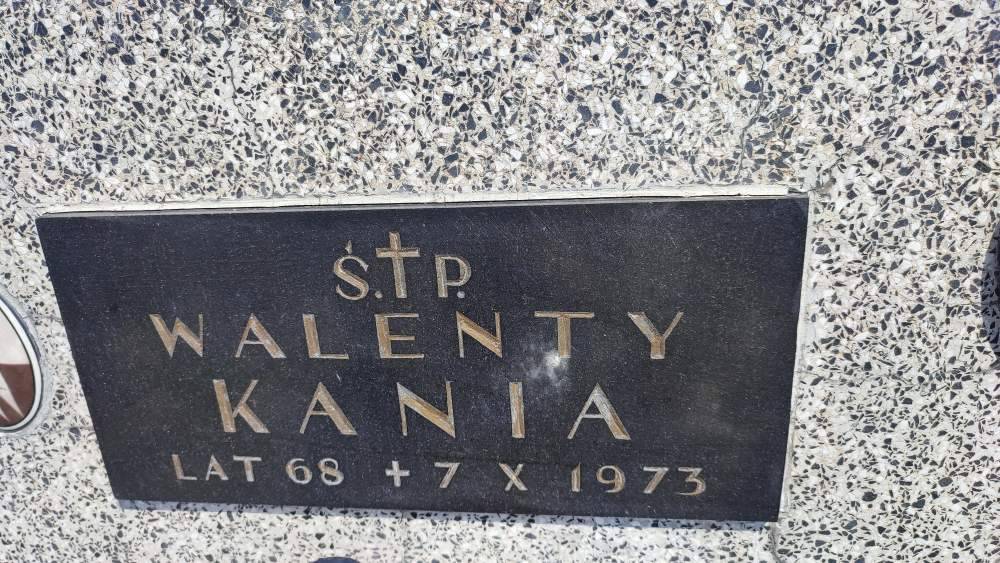 Ś.✝P.
WALENTY
KANIA
LAT 68 ✝ 7 X 1973